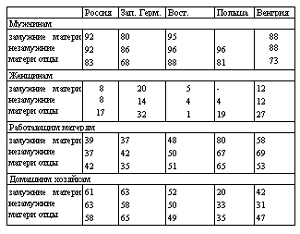 Россия Зап. Герм. Вост. Польша Венгрия
Мужчинам
замужние матери 95 80 95 88
незамужние 92 86 96 96 88
матери отцы 83 68 88 81 73
Женщинам
замужние матери 8 20 5 - 12
незамужние 8 14 4 4 12
матери отцы 17 32 1 19 27
Работающим матерям
замужние матери 39 37 48 80 58
незамужние 37 42 50 67 69
матери отцы 42 35 51 65 53
Домашним хозяйкам
замужние матери 61 63 52 20 42
незамужние 63 58 50 33 31
матери отцы 58 65 49 35 47